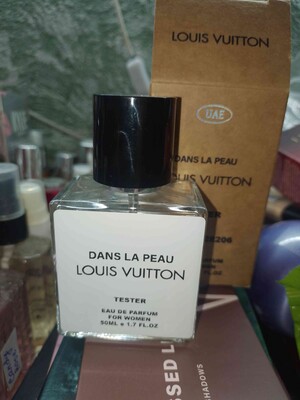 LOUIS VUITTON
UAE
DANS LA PEAU
LOUIS VUITTON
DANS LA PEAU
LOUIS VUITTON
TESTER
EAU DE PARFUM
FOR WOMEN
50ML e 1.7 FL.OZ